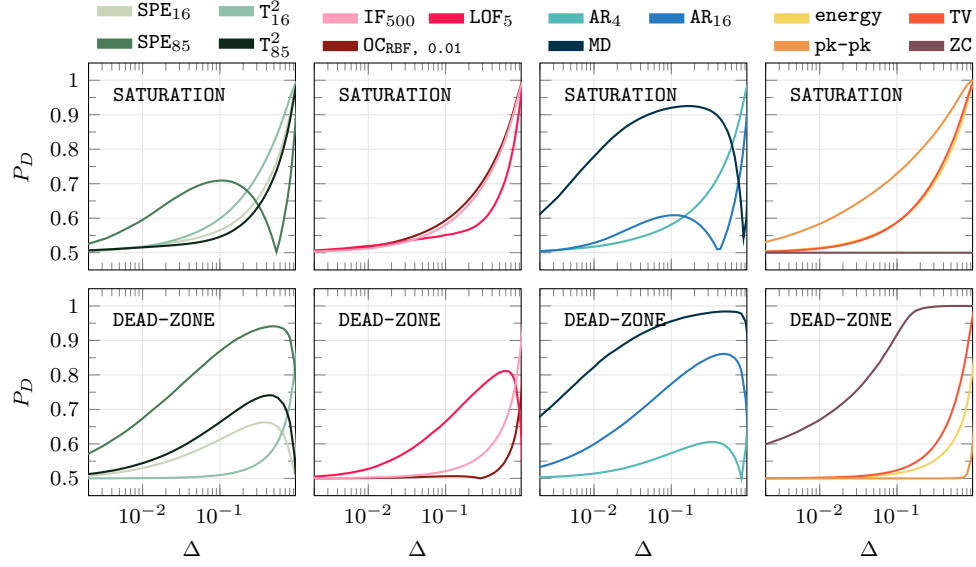 SPE16 T²16 IF500 LOF5 AR4 AR16 energy TV
SPE85 T²85 OCRBF, 0.01 MD pk-pk ZC
1
0.9
0.8
0.7
0.6
0.5
PD
SATURATION SATURATION SATURATION SATURATION
1
0.9
0.8
0.7
0.6
0.5
PD
DEAD-ZONE DEAD-ZONE DEAD-ZONE DEAD-ZONE
10⁻² 10⁻¹ 10⁻² 10⁻¹ 10⁻² 10⁻¹ 10⁻² 10⁻¹
Δ Δ Δ Δ